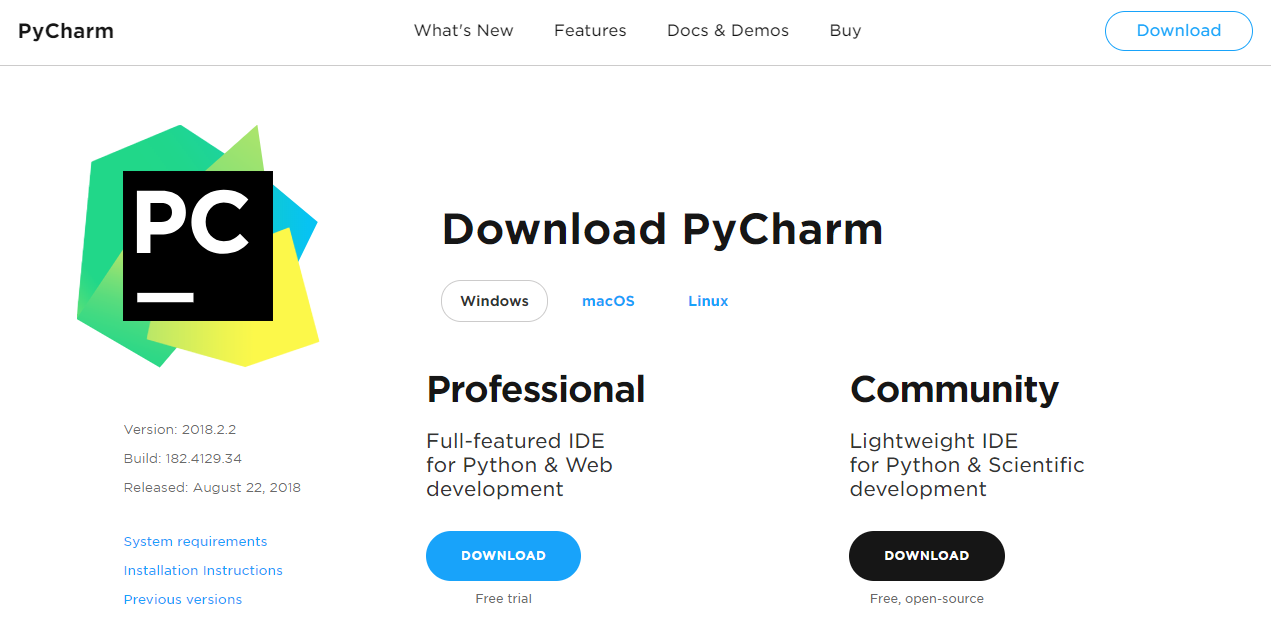 PyCharm
What's New
Features
Docs & Demos
Buy
Download
PC
Download PyCharm
Windows
macOS
Linux
Professional
Full-featured IDE
for Python & Web
development
DOWNLOAD
Free trial
Community
Lightweight IDE
for Python & Scientific
development
DOWNLOAD
Free, open-source
Version: 2018.2.2
Build: 182.4129.34
Released: August 22, 2018
System requirements
Installation Instructions
Previous versions